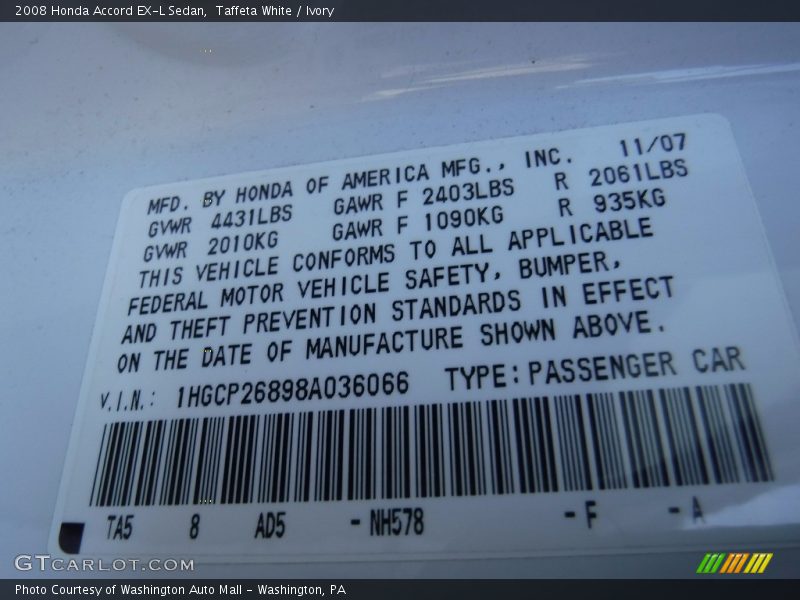 2008 Honda Accord EX-L Sedan, Taffeta White / Ivory
MFD. BY HONDA OF AMERICA MFG., INC. 11/07
GVWR 4431LBS GAWR F 2403LBS R 2061LBS
GVWR 2010KG GAWR F 1090KG R 935KG
THIS VEHICLE CONFORMS TO ALL APPLICABLE
FEDERAL MOTOR VEHICLE SAFETY, BUMPER,
AND THEFT PREVENTION STANDARDS IN EFFECT
ON THE DATE OF MANUFACTURE SHOWN ABOVE.
V.I.N.: 1HGCP26898A036066 TYPE: PASSENGER CAR
TA5 8 AD5 - NH578 - F - A
GTCARLOT.COM
Photo Courtesy of Washington Auto Mall - Washington, PA